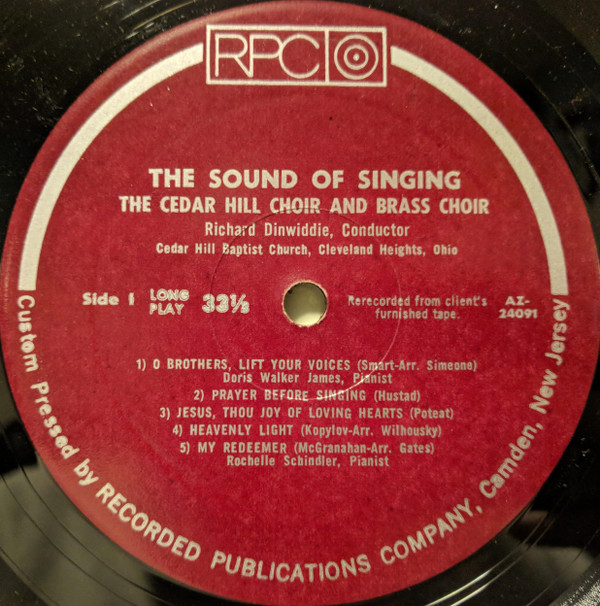 RPC
THE SOUND OF SINGING
THE CEDAR HILL CHOIR AND BRASS CHOIR
Richard Dinwiddie, Conductor
Cedar Hill Baptist Church, Cleveland Heights, Ohio
Side 1 LONG PLAY 33⅓
Rerecorded from client's
furnished tape.
AZ-
24091
1) O BROTHERS, LIFT YOUR VOICES (Smart-Arr. Simeone)
Doris Walker James, Pianist
2) PRAYER BEFORE SINGING (Hustad)
3) JESUS, THOU JOY OF LOVING HEARTS (Poteat)
4) HEAVENLY LIGHT (Kopylov-Arr. Wilhousky)
5) MY REDEEMER (McGranahan-Arr. Gates)
Rochelle Schindler, Pianist
Custom Pressed by RECORDED PUBLICATIONS COMPANY, Camden, New Jersey